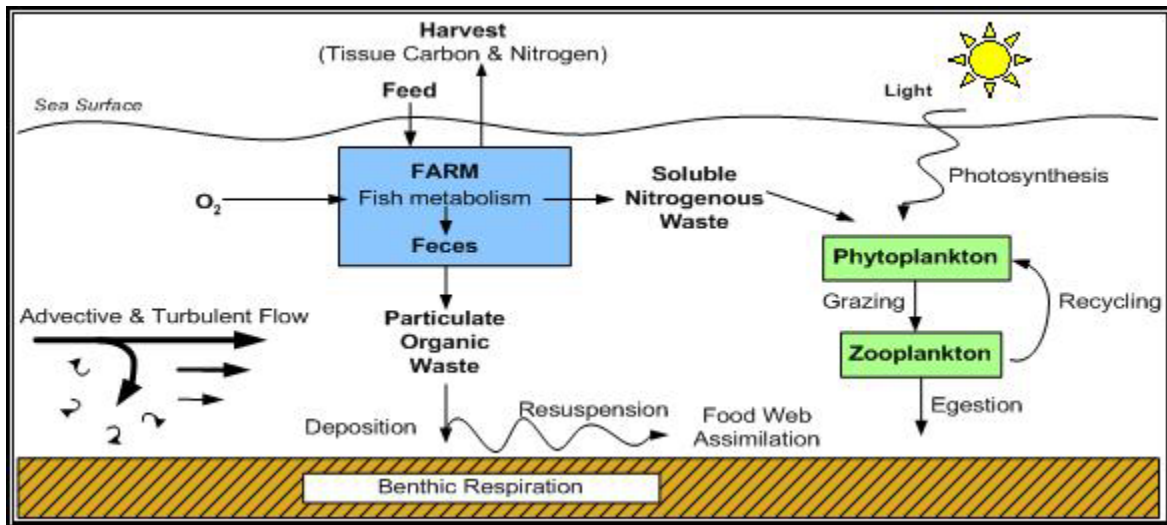 Harvest
(Tissue Carbon & Nitrogen)
Feed
Light
Sea Surface
FARM
Fish metabolism
Feces
O₂
Soluble
Nitrogenous
Waste
Photosynthesis
Phytoplankton
Grazing
Recycling
Zooplankton
Egestion
Advective & Turbulent Flow
Particulate
Organic
Waste
Deposition
Resuspension
Food Web
Assimilation
Benthic Respiration